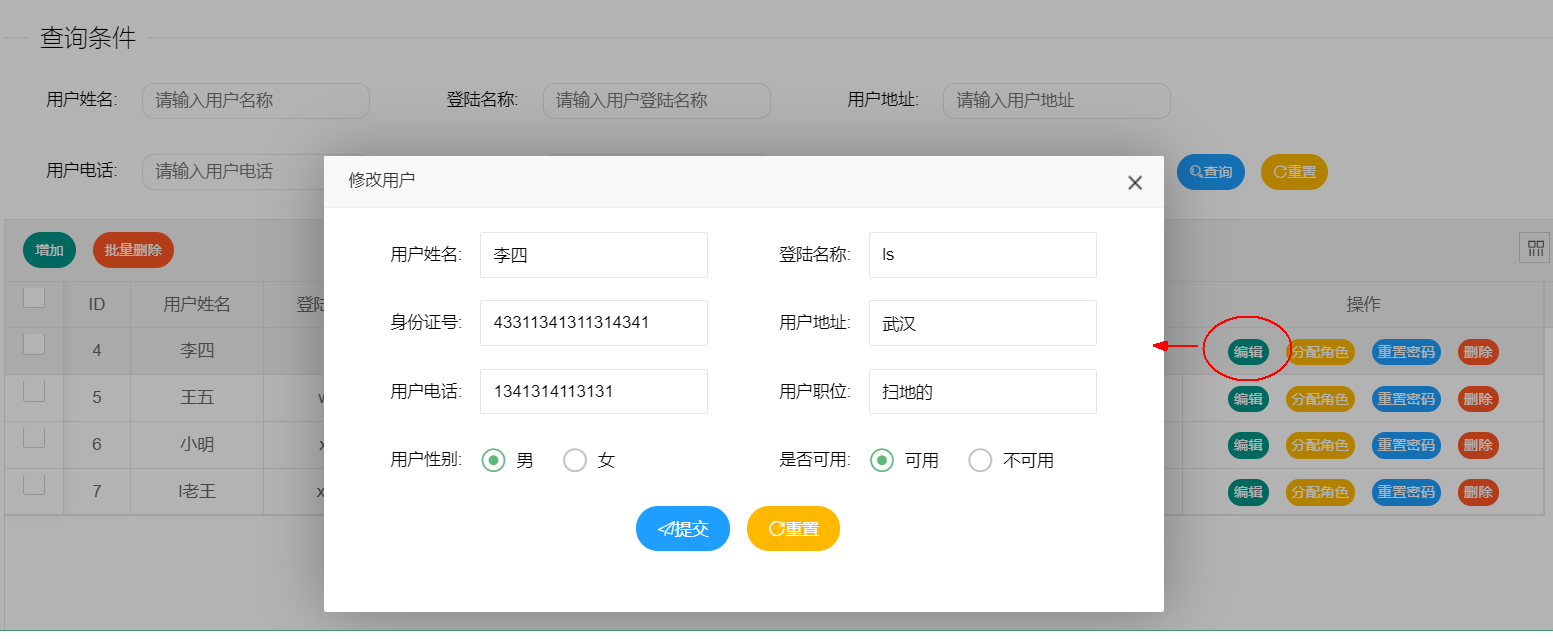 查询条件
用户姓名: 请输入用户名称 登陆名称: 请输入用户登陆名称 用户地址: 请输入用户地址
用户电话: 请输入用户电话 查询 重置
修改用户
增加 批量删除
用户姓名: 李四 登陆名称: ls
ID 用户姓名 登陆 操作
身份证号: 43311341311314341 用户地址: 武汉
4 李四 编辑 分配角色 重置密码 删除
用户电话: 1341314113131 用户职位: 扫地的
5 王五 编辑 分配角色 重置密码 删除
6 小明 x 编辑 分配角色 重置密码 删除
用户性别: 男 女 是否可用: 可用 不可用
7 l老王 x 编辑 分配角色 重置密码 删除
提交 重置